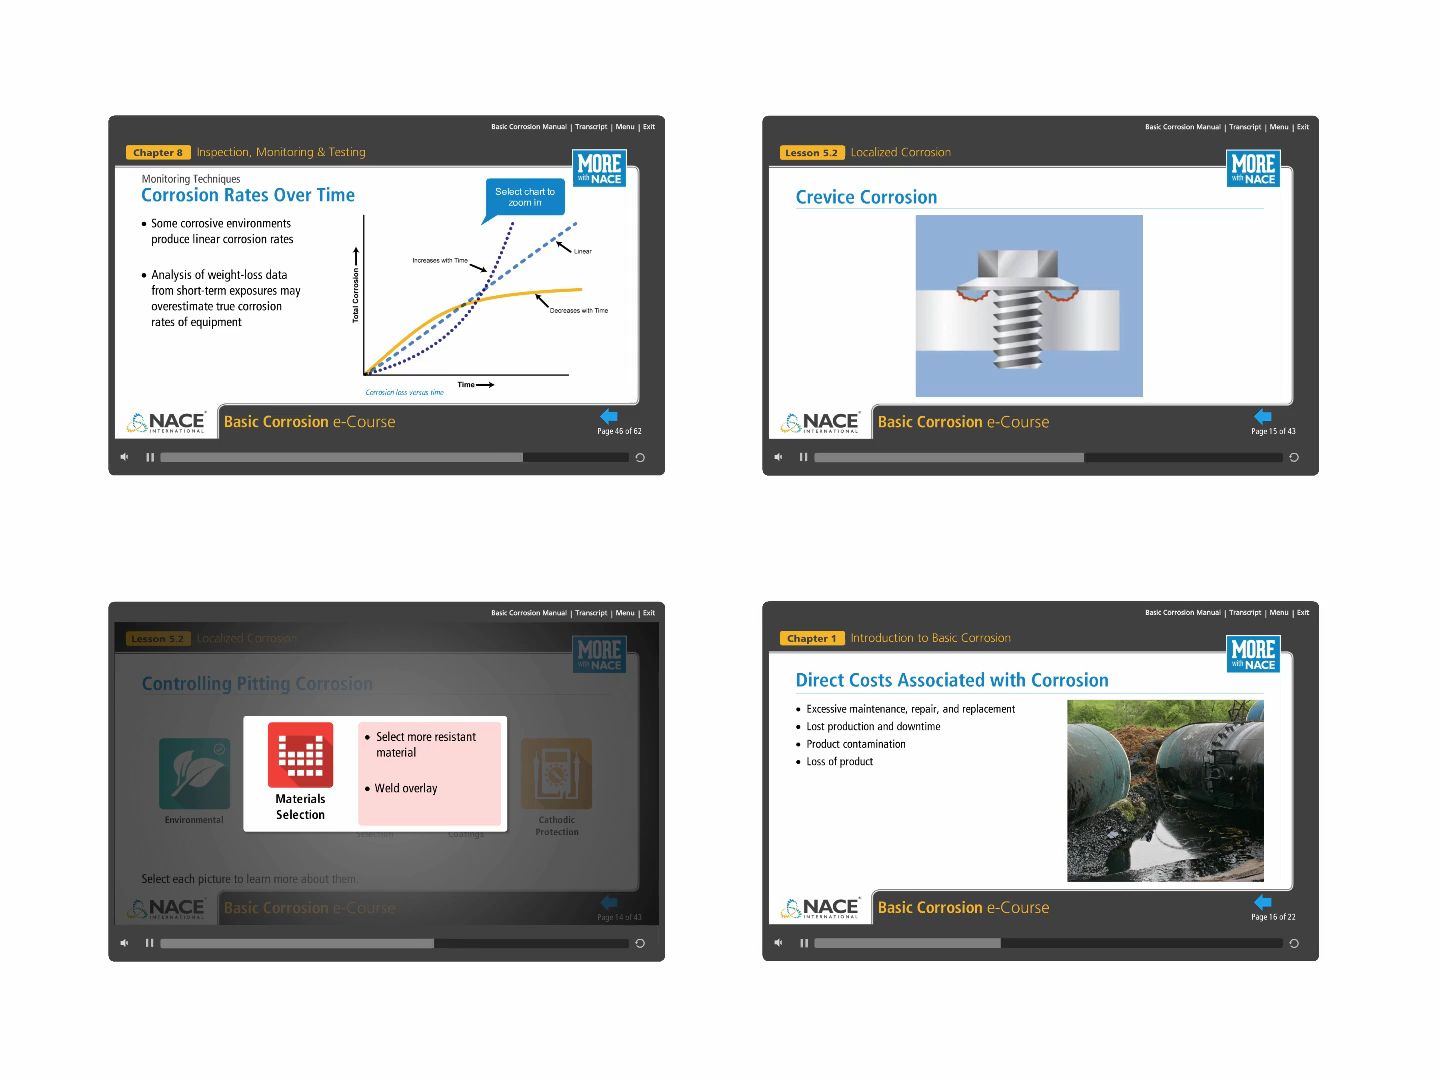 Basic Corrosion Manual | Transcript | Menu | Exit
Chapter 8 Inspection, Monitoring & Testing
MORE
with NACE
Monitoring Techniques
Corrosion Rates Over Time
• Some corrosive environments
produce linear corrosion rates
• Analysis of weight-loss data
from short-term exposures may
overestimate true corrosion
rates of equipment
Select chart to
zoom in
Total Corrosion
Increases with Time
Linear
Decreases with Time
Time
Corrosion loss versus time
NACE
INTERNATIONAL
Basic Corrosion e-Course
Page 46 of 62
Basic Corrosion Manual | Transcript | Menu | Exit
Lesson 5.2 Localized Corrosion
MORE
with NACE
Crevice Corrosion
NACE
INTERNATIONAL
Basic Corrosion e-Course
Page 15 of 43
Basic Corrosion Manual | Transcript | Menu | Exit
Lesson 5.2 Localized Corrosion
MORE
with NACE
Controlling Pitting Corrosion
Environmental
Materials
Selection
• Select more resistant
material
• Weld overlay
Selection
Coatings
Cathodic
Protection
Select each picture to learn more about them.
NACE
INTERNATIONAL
Basic Corrosion e-Course
Page 14 of 43
Basic Corrosion Manual | Transcript | Menu | Exit
Chapter 1 Introduction to Basic Corrosion
MORE
with NACE
Direct Costs Associated with Corrosion
• Excessive maintenance, repair, and replacement
• Lost production and downtime
• Product contamination
• Loss of product
NACE
INTERNATIONAL
Basic Corrosion e-Course
Page 16 of 22